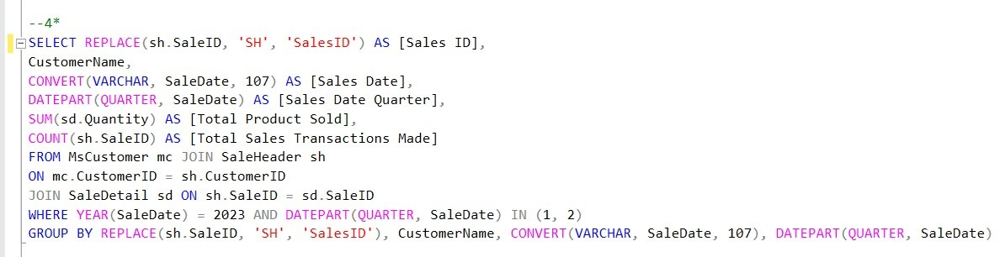 --4*
SELECT REPLACE(sh.SaleID, 'SH', 'SalesID') AS [Sales ID],
CustomerName,
CONVERT(VARCHAR, SaleDate, 107) AS [Sales Date],
DATEPART(QUARTER, SaleDate) AS [Sales Date Quarter],
SUM(sd.Quantity) AS [Total Product Sold],
COUNT(sh.SaleID) AS [Total Sales Transactions Made]
FROM MsCustomer mc JOIN SaleHeader sh
ON mc.CustomerID = sh.CustomerID
JOIN SaleDetail sd ON sh.SaleID = sd.SaleID
WHERE YEAR(SaleDate) = 2023 AND DATEPART(QUARTER, SaleDate) IN (1, 2)
GROUP BY REPLACE(sh.SaleID, 'SH', 'SalesID'), CustomerName, CONVERT(VARCHAR, SaleDate, 107), DATEPART(QUARTER, SaleDate)